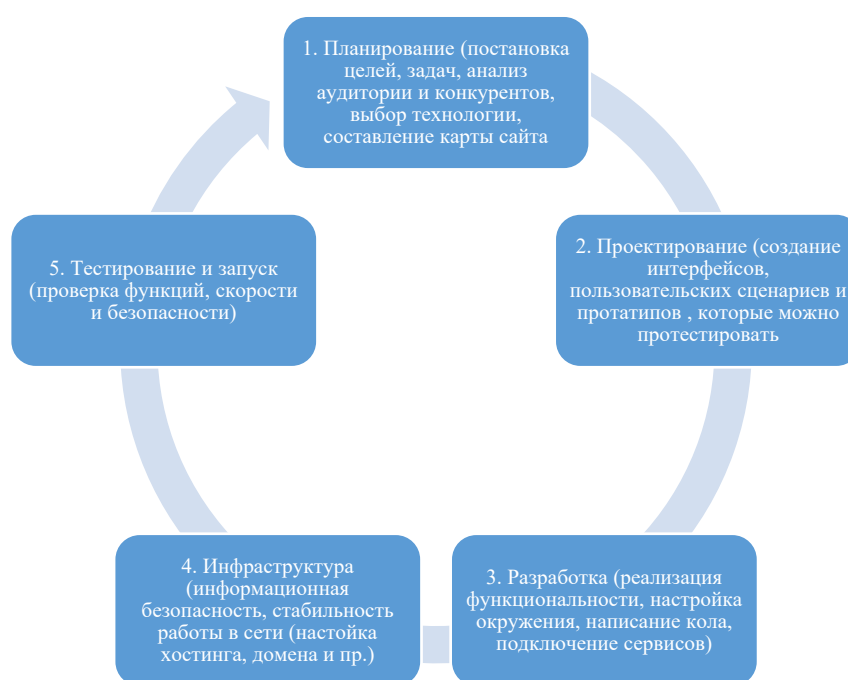 1. Планирование (постановка
целей, задач, анализ
аудитории и конкурентов,
выбор технологии,
составление карты сайта
2. Проектирование (создание
интерфейсов,
пользовательских сценариев и
протатипов , которые можно
протестировать
3. Разработка (реализация
функциональности, настройка
окружения, написание кола,
подключение сервисов)
4. Инфраструктура
(информационная
безопасность, стабильность
работы в сети (настойка
хостинга, домена и пр.)
5. Тестирование и запуск
(проверка функций, скорости
и безопасности)